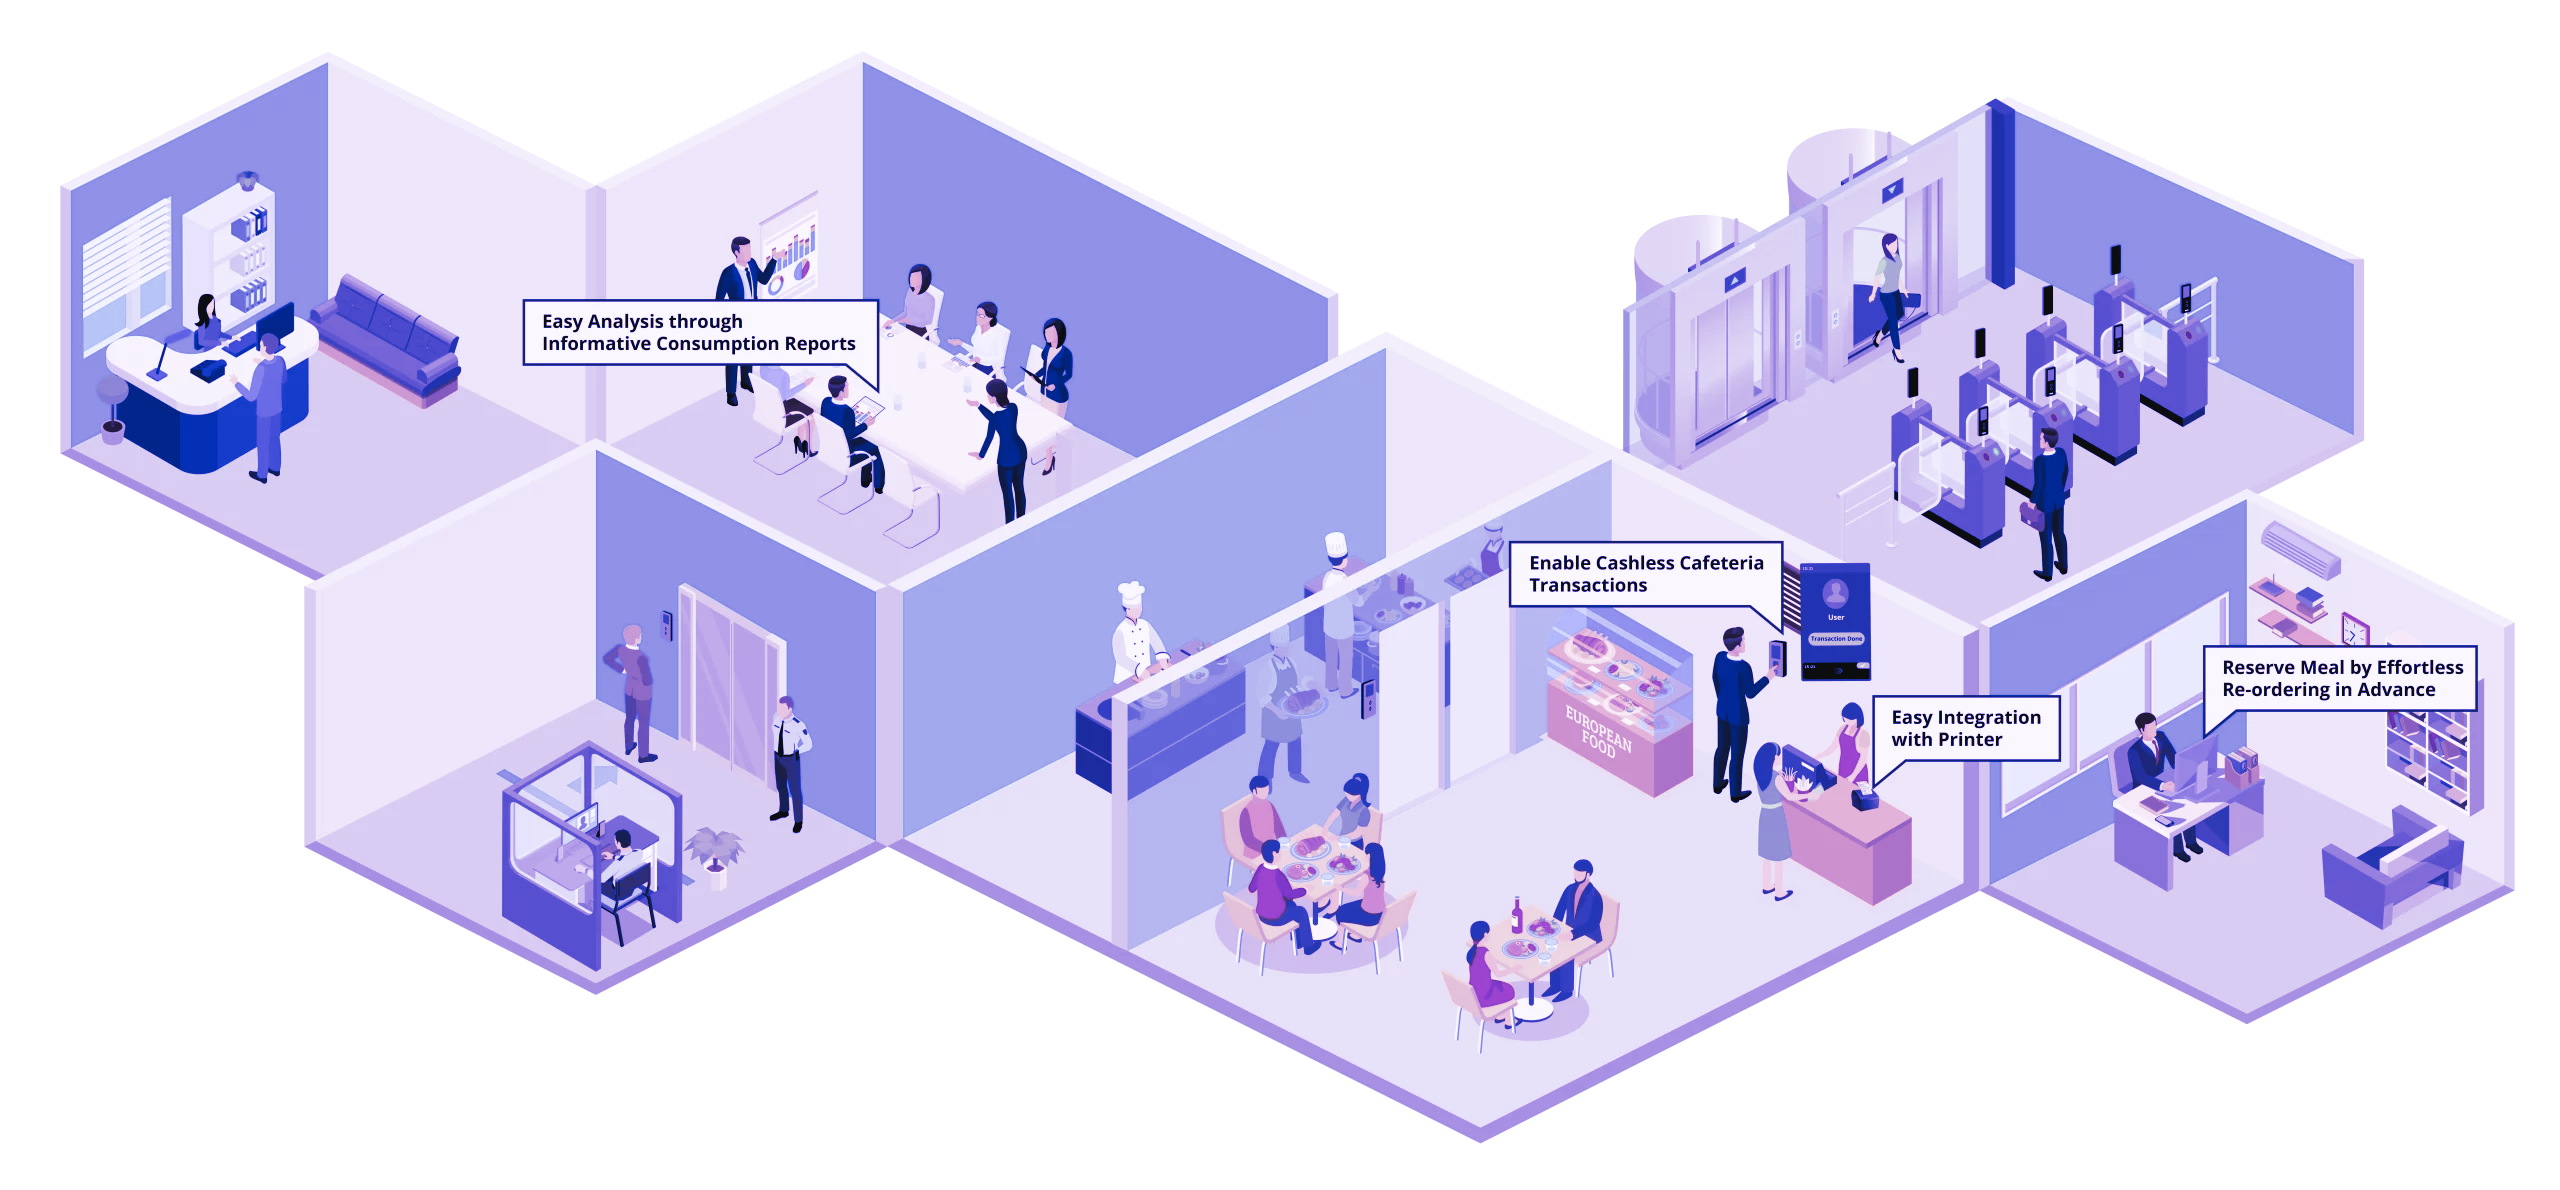 Easy Analysis through
Informative Consumption Reports
Enable Cashless Cafeteria
Transactions
User
Transaction Done
EUROPEAN
FOOD
Easy Integration
with Printer
Reserve Meal by Effortless
Re-ordering in Advance